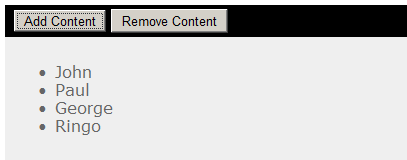 Add Content Remove Content
John
Paul
George
Ringo